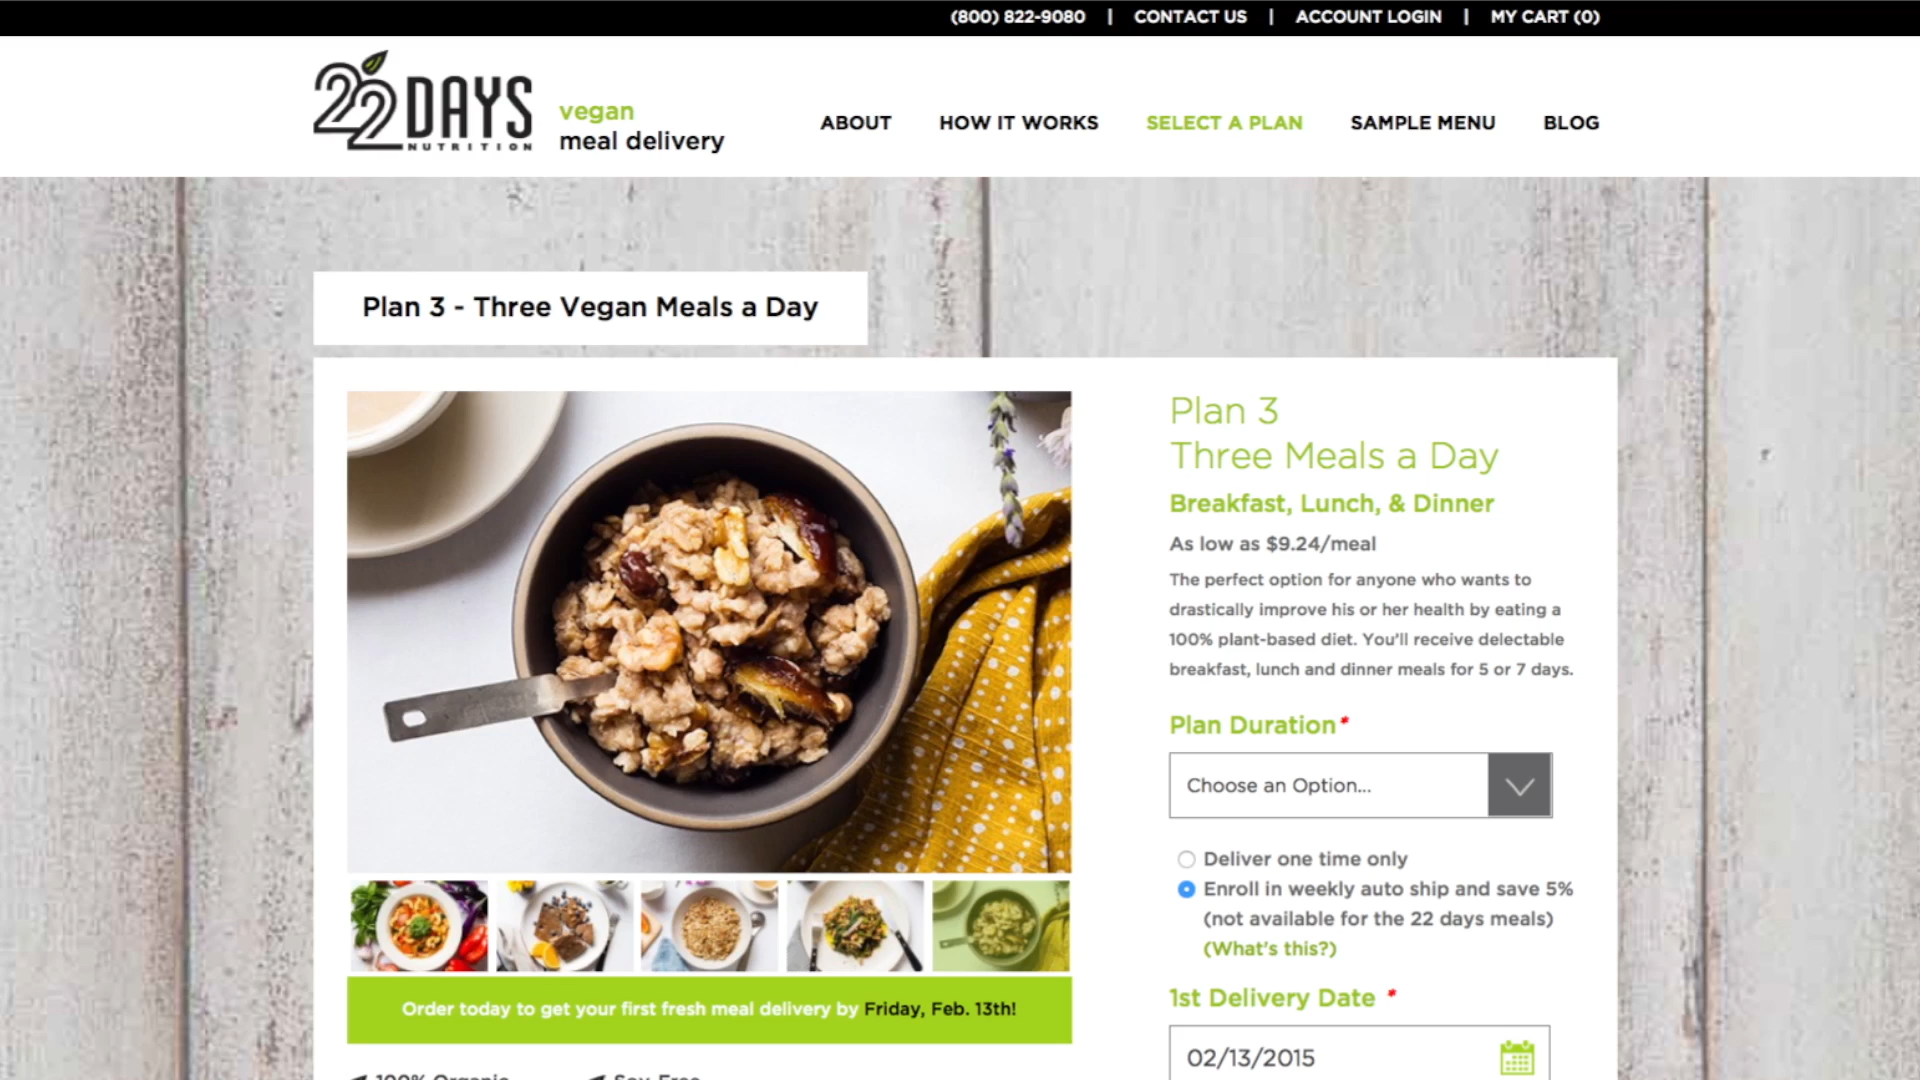 (800) 822-9080 | CONTACT US | ACCOUNT LOGIN | MY CART (0)
22 DAYS
NUTRITION
vegan
meal delivery
ABOUT HOW IT WORKS SELECT A PLAN SAMPLE MENU BLOG
Plan 3 - Three Vegan Meals a Day
Plan 3
Three Meals a Day
Breakfast, Lunch, & Dinner
As low as $9.24/meal
The perfect option for anyone who wants to
drastically improve his or her health by eating a
100% plant-based diet. You'll receive delectable
breakfast, lunch and dinner meals for 5 or 7 days.
Plan Duration*
Choose an Option...
Deliver one time only
Enroll in weekly auto ship and save 5%
(not available for the 22 days meals)
(What's this?)
1st Delivery Date *
02/13/2015
Order today to get your first fresh meal delivery by Friday, Feb. 13th!
100% Organic Soy-Free